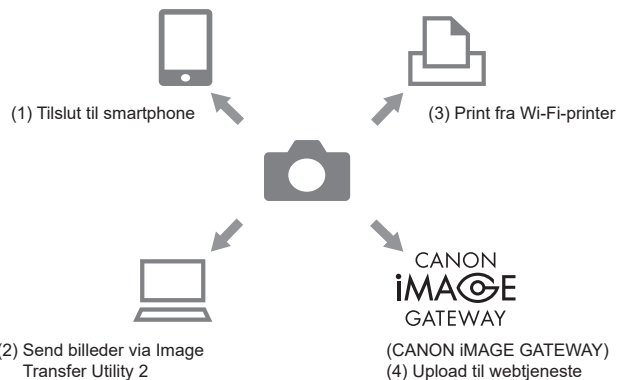 (1) Tilslut til smartphone
(3) Print fra Wi-Fi-printer
(2) Send billeder via Image
Transfer Utility 2
CANON
iMAGE
GATEWAY
(CANON iMAGE GATEWAY)
(4) Upload til webtjeneste